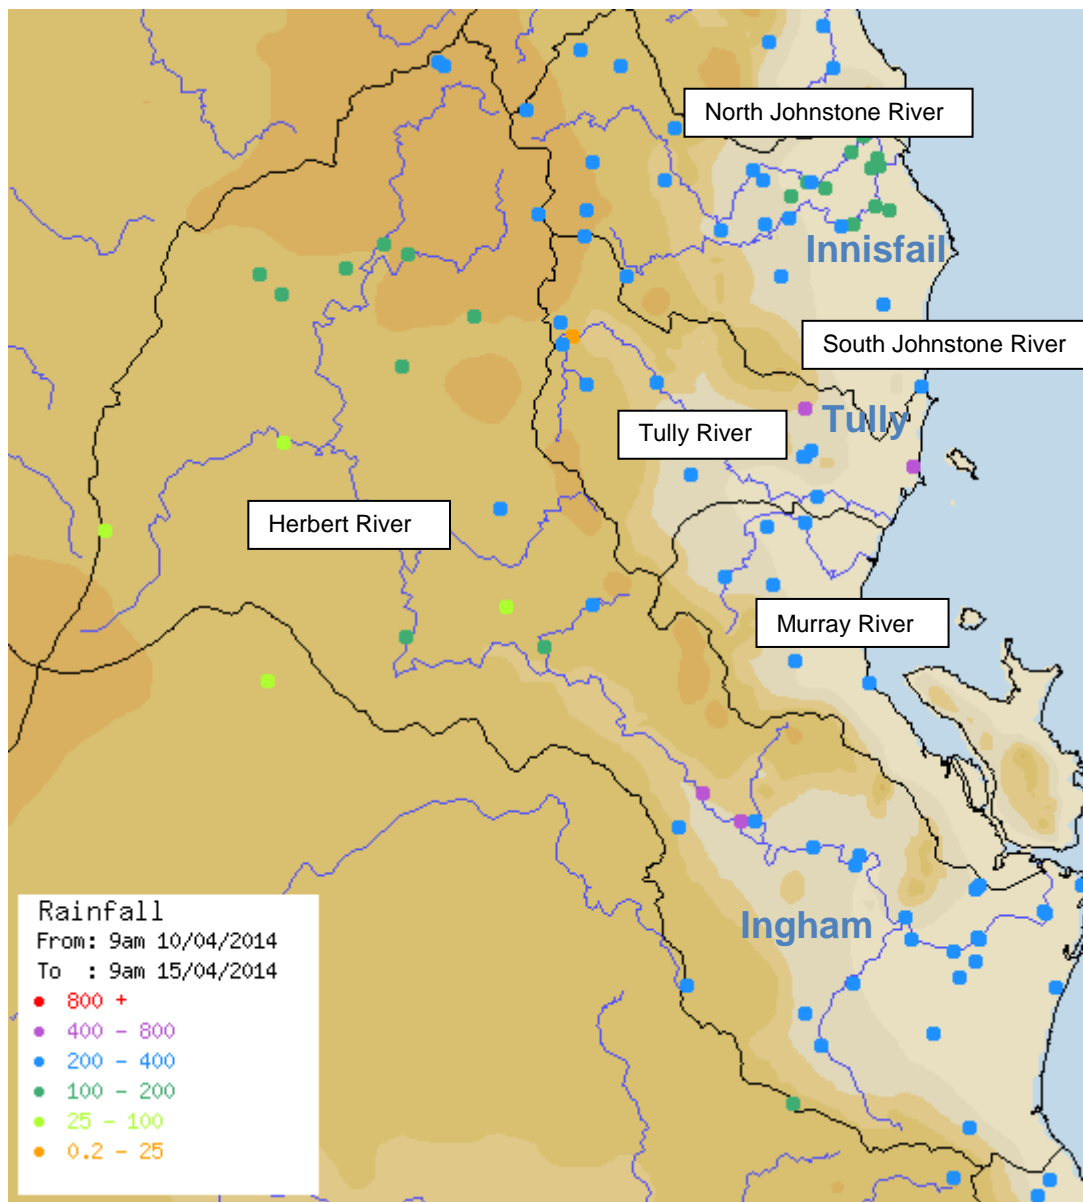 North Johnstone River
Innisfail
South Johnstone River
Tully
Tully River
Herbert River
Murray River
Ingham
Rainfall
From: 9am 10/04/2014
To : 9am 15/04/2014
800 +
400 - 800
200 - 400
100 - 200
25 - 100
0.2 - 25